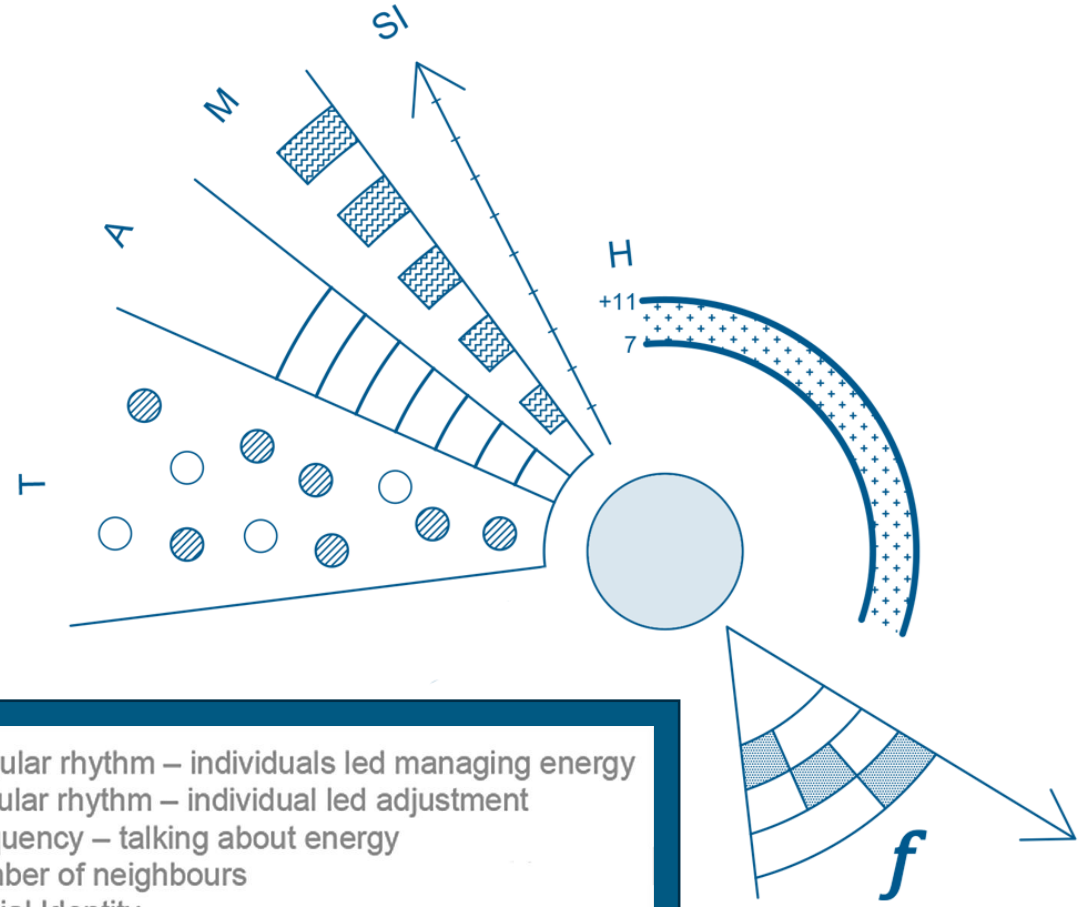 SI
M
A
H
+11
7
T
ular rhythm – individuals led managing energy
ular rhythm – individual led adjustment
uency – talking about energy
ber of neighbours
f